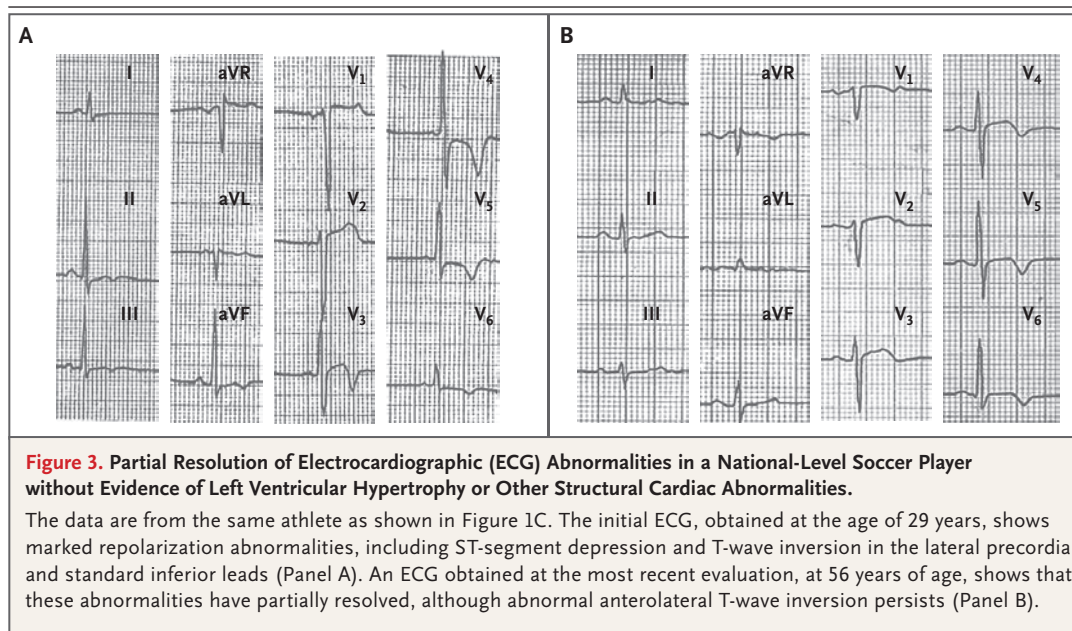 A
I
aVR
V1
V4
II
aVL
V2
V5
III
aVF
V3
V6
B
I
aVR
V1
V4
II
aVL
V2
V5
III
aVF
V3
V6
Figure 3. Partial Resolution of Electrocardiographic (ECG) Abnormalities in a National-Level Soccer Player
without Evidence of Left Ventricular Hypertrophy or Other Structural Cardiac Abnormalities.
The data are from the same athlete as shown in Figure 1C. The initial ECG, obtained at the age of 29 years, shows
marked repolarization abnormalities, including ST-segment depression and T-wave inversion in the lateral precordia
and standard inferior leads (Panel A). An ECG obtained at the most recent evaluation, at 56 years of age, shows that
these abnormalities have partially resolved, although abnormal anterolateral T-wave inversion persists (Panel B).